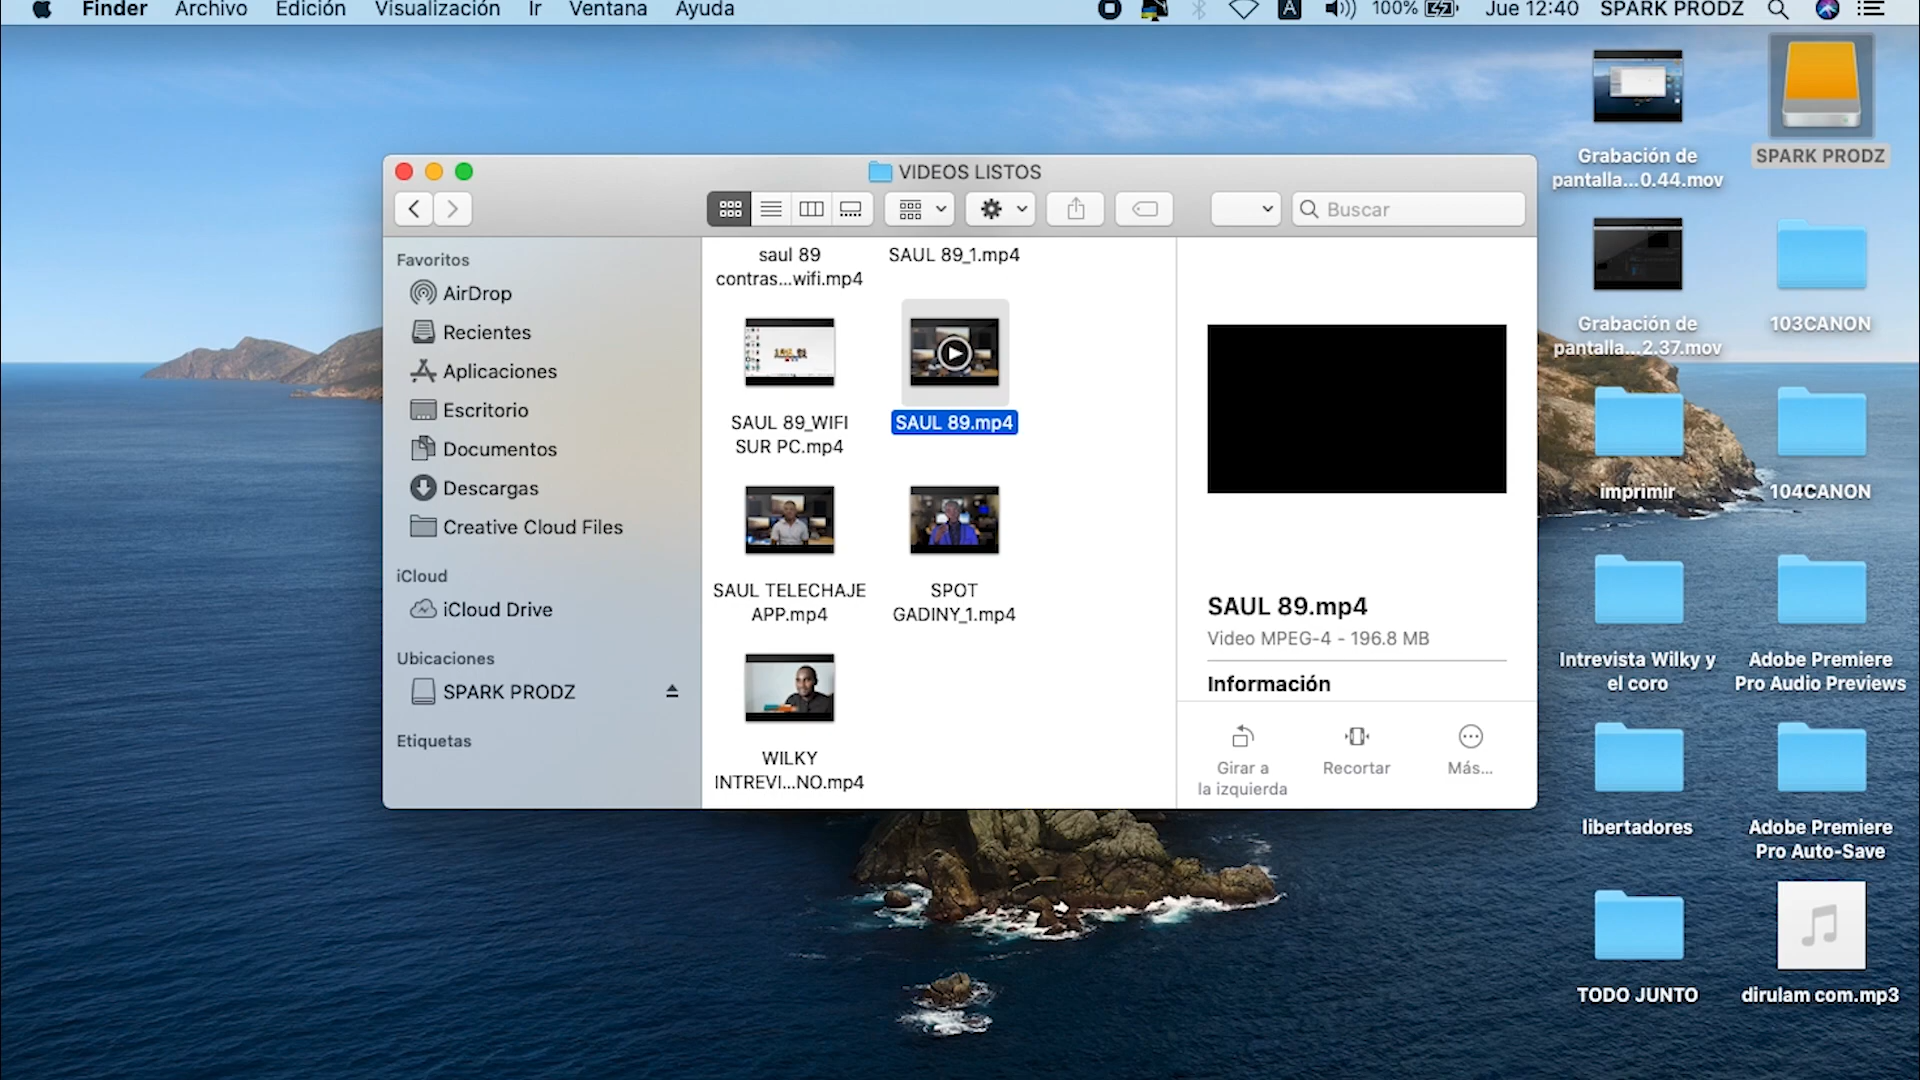 Finder Archivo Edición Visualización Ir Ventana Ayuda
A 100% Jue 12:40 SPARK PRODZ
VIDEOS LISTOS
Buscar
Favoritos
AirDrop
Recientes
Aplicaciones
Escritorio
Documentos
Descargas
Creative Cloud Files
iCloud
iCloud Drive
Ubicaciones
SPARK PRODZ
Etiquetas
saul 89
contras...wifi.mp4
SAUL 89_1.mp4
SAUL 89_WIFI
SUR PC.mp4
SAUL 89.mp4
SAUL TELECHAJE
APP.mp4
SPOT
GADINY_1.mp4
WILKY
INTREVI...NO.mp4
SAUL 89.mp4
Video MPEG-4 - 196.8 MB
Información
Girar a
la izquierda
Recortar
Más...
Grabación de
pantalla...0.44.mov
SPARK PRODZ
Grabación de
pantalla...2.37.mov
103CANON
imprimir
104CANON
Intrevista Wilky y
el coro
Adobe Premiere
Pro Audio Previews
libertadores
Adobe Premiere
Pro Auto-Save
TODO JUNTO
dirulam com.mp3